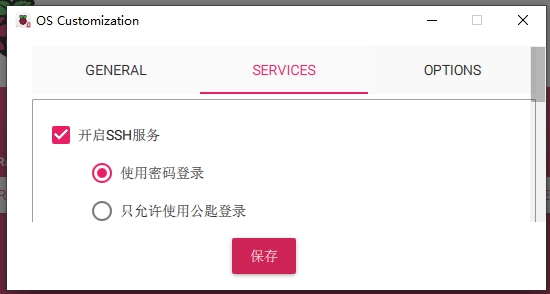 OS Customization
GENERAL SERVICES OPTIONS
开启SSH服务
使用密码登录
只允许使用公匙登录
保存